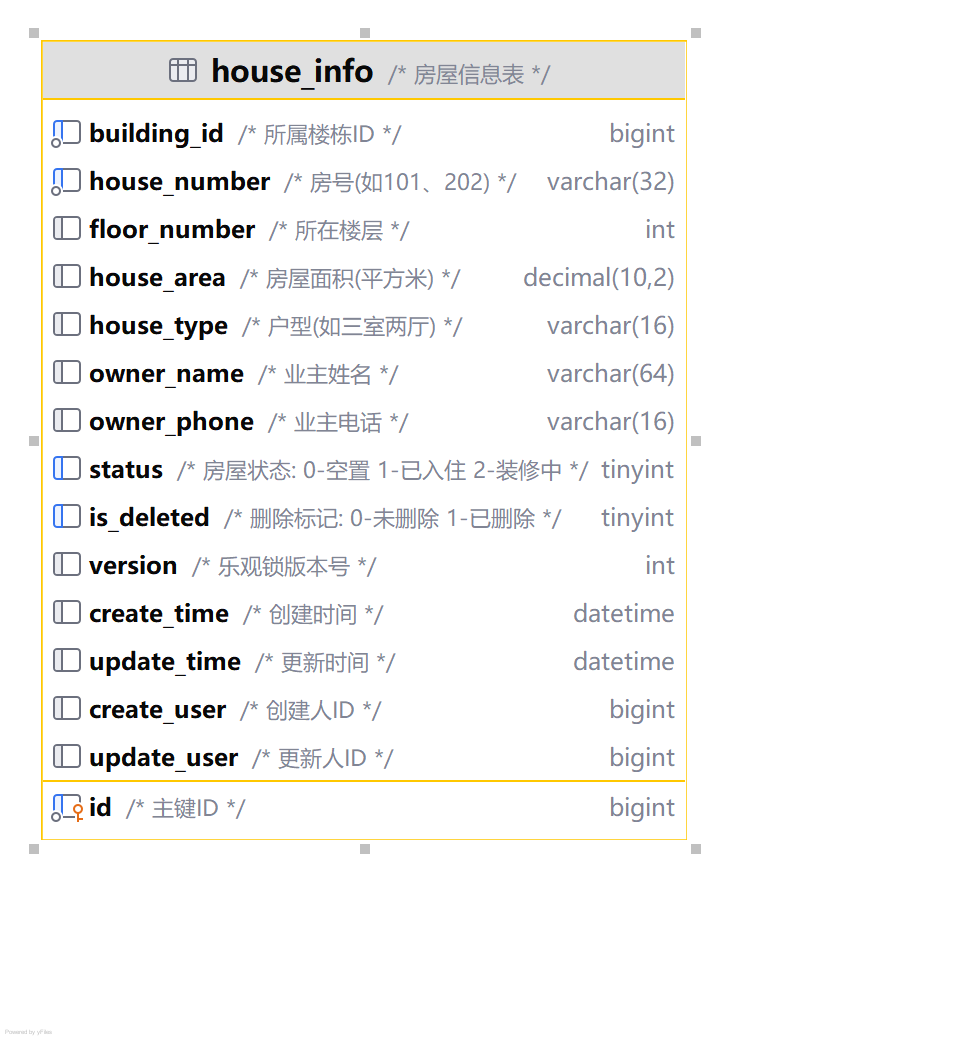 house_info /* 房屋信息表 */
building_id /* 所属楼栋ID */ bigint
house_number /* 房号(如101、202) */ varchar(32)
floor_number /* 所在楼层 */ int
house_area /* 房屋面积(平方米) */ decimal(10,2)
house_type /* 户型(如三室两厅) */ varchar(16)
owner_name /* 业主姓名 */ varchar(64)
owner_phone /* 业主电话 */ varchar(16)
status /* 房屋状态: 0-空置 1-已入住 2-装修中 */ tinyint
is_deleted /* 删除标记: 0-未删除 1-已删除 */ tinyint
version /* 乐观锁版本号 */ int
create_time /* 创建时间 */ datetime
update_time /* 更新时间 */ datetime
create_user /* 创建人ID */ bigint
update_user /* 更新人ID */ bigint
id /* 主键ID */ bigint
Powered by yFiles